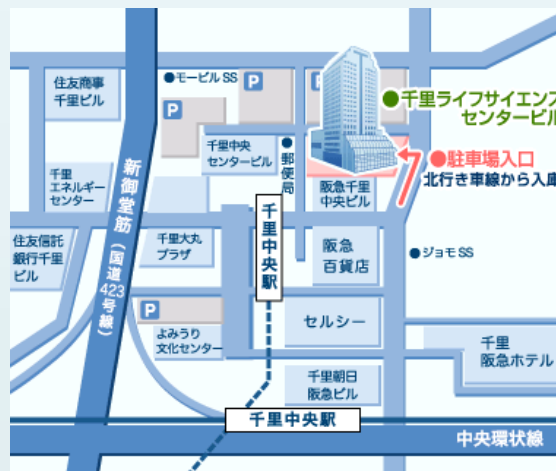 住友商事
千里ビル
●モービルSS
P
P
P
●千里ライフサイエンス
センタービル
千里中央
センタービル
●郵便局
●駐車場入口
北行き車線から入庫
千里
エネルギー
センター
新御堂筋(国道423号線)
阪急千里
中央ビル
住友信託
銀行千里
ビル
千里大丸
プラザ
千里中央駅
阪急
百貨店
●ジョモSS
P
よみうり
文化センター
セルシー
千里
阪急ホテル
千里朝日
阪急ビル
千里中央駅
中央環状線